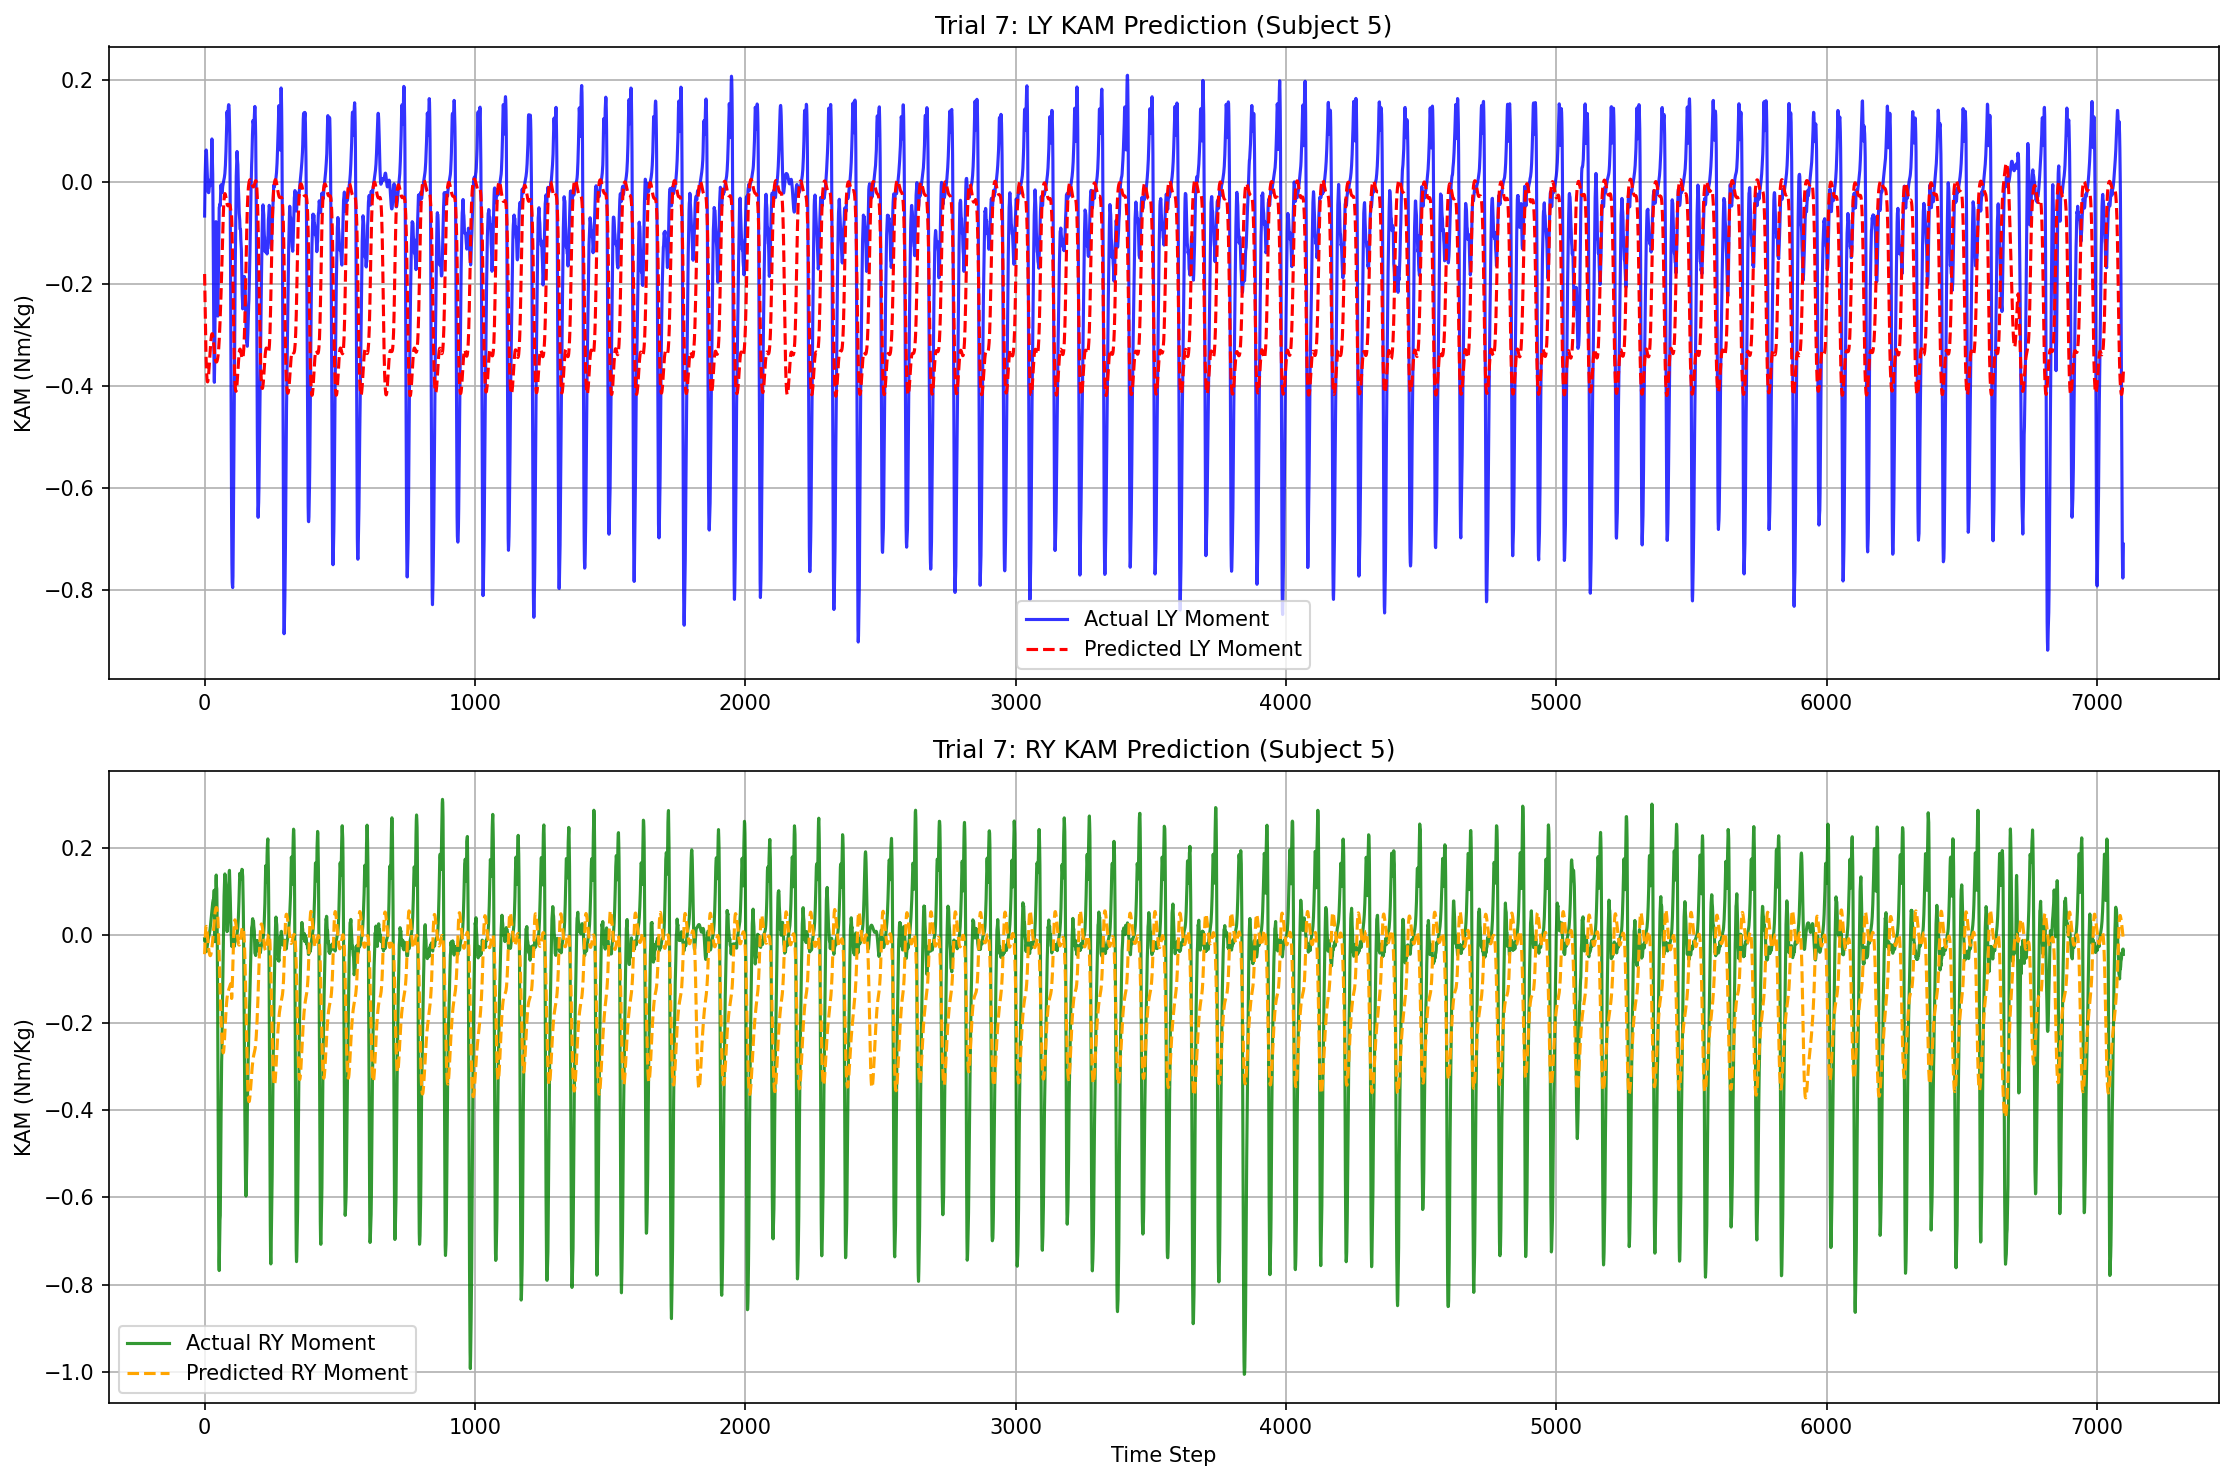 Trial 7: LY KAM Prediction (Subject 5)
KAM (Nm/Kg)
0.2
0.0
−0.2
−0.4
−0.6
−0.8
Actual LY Moment
Predicted LY Moment
0 1000 2000 3000 4000 5000 6000 7000
Trial 7: RY KAM Prediction (Subject 5)
KAM (Nm/Kg)
0.2
0.0
−0.2
−0.4
−0.6
−0.8
−1.0
Actual RY Moment
Predicted RY Moment
0 1000 2000 3000 4000 5000 6000 7000
Time Step